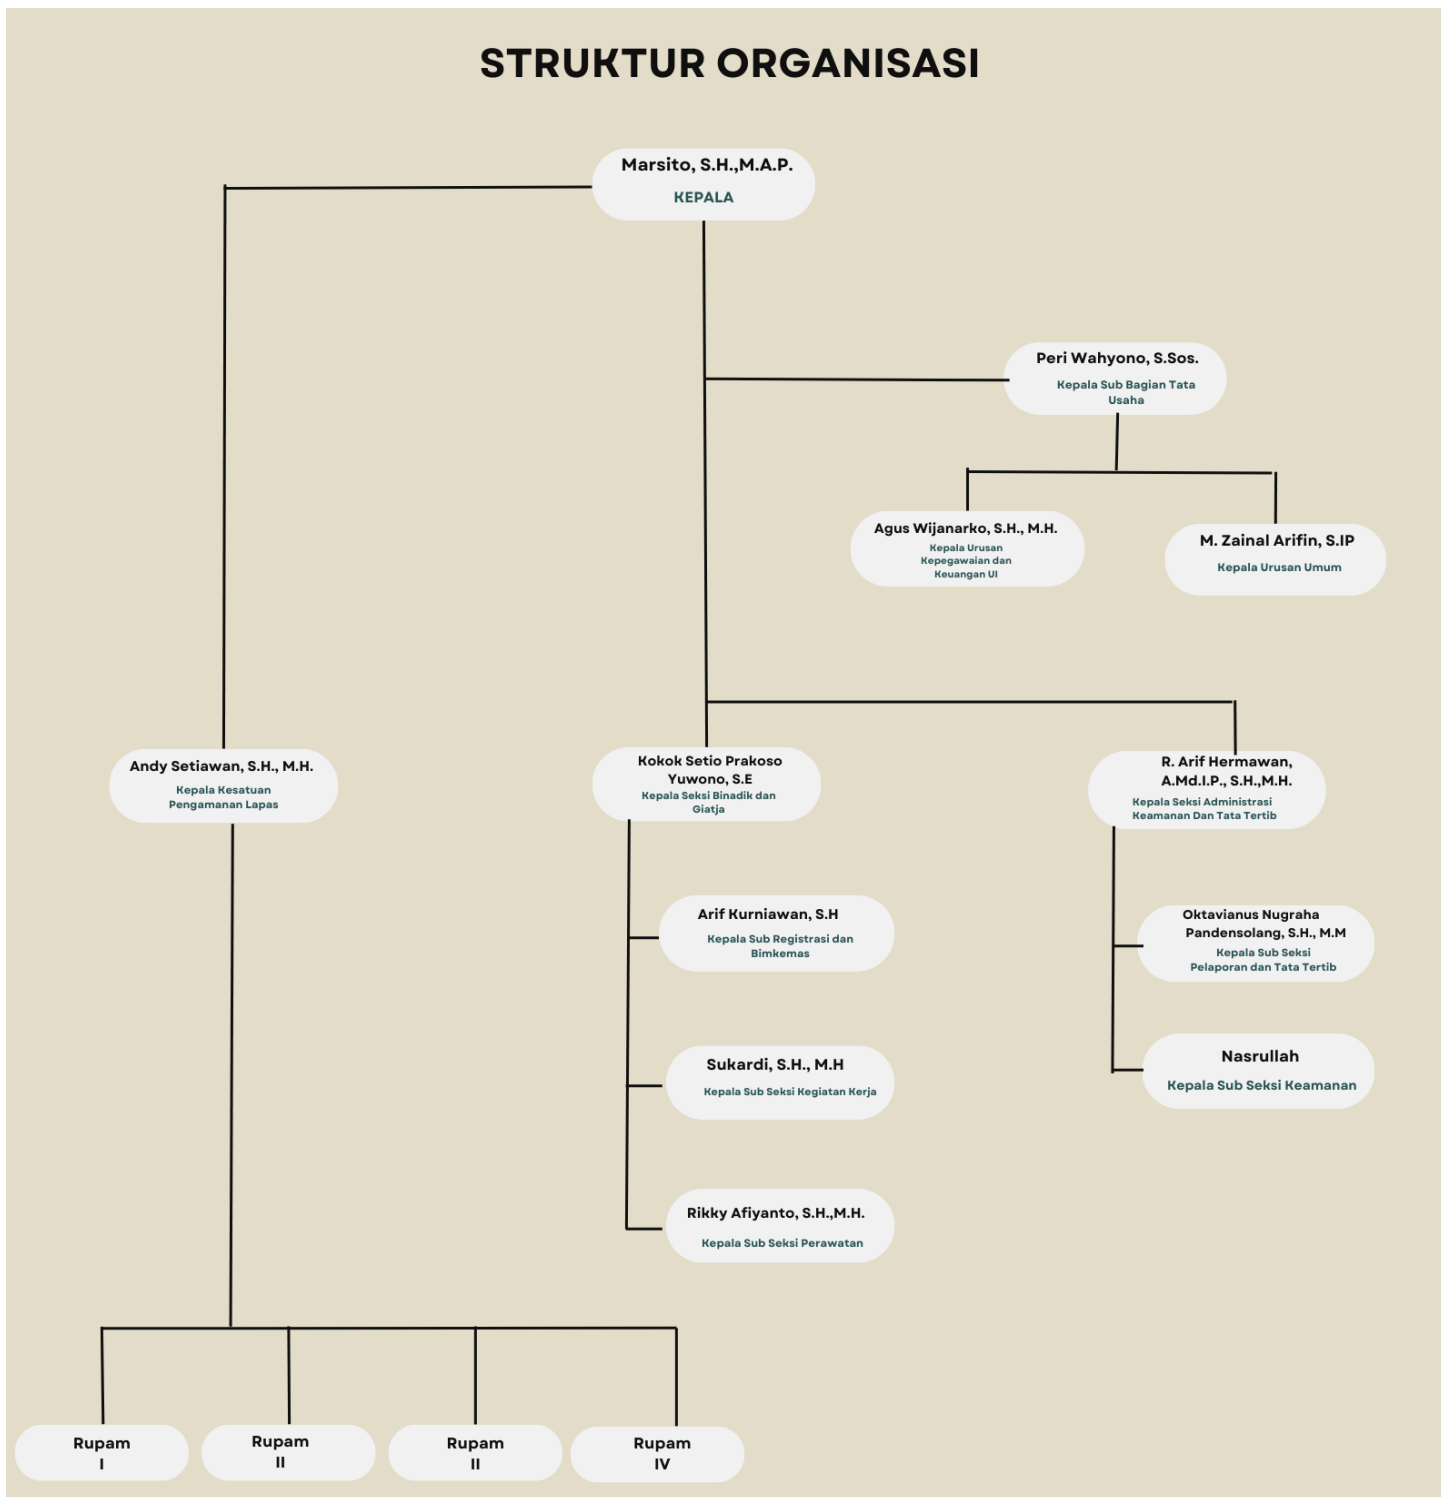 STRUKTUR ORGANISASI
Marsito, S.H.,M.A.P.
KEPALA
Peri Wahyono, S.Sos.
Kepala Sub Bagian Tata
Usaha
Agus Wijanarko, S.H., M.H.
Kepala Urusan
Kepegawaian dan
Keuangan UI
M. Zainal Arifin, S.IP
Kepala Urusan Umum
Andy Setiawan, S.H., M.H.
Kepala Kesatuan
Pengamanan Lapas
Kokok Setio Prakoso
Yuwono, S.E
Kepala Seksi Binadik dan
Giatja
R. Arif Hermawan,
A.Md.I.P., S.H.,M.H.
Kepala Seksi Administrasi
Keamanan Dan Tata Tertib
Arif Kurniawan, S.H
Kepala Sub Registrasi dan
Bimkemas
Oktavianus Nugraha
Pandensolang, S.H., M.M
Kepala Sub Seksi
Pelaporan dan Tata Tertib
Sukardi, S.H., M.H
Kepala Sub Seksi Kegiatan Kerja
Nasrullah
Kepala Sub Seksi Keamanan
Rikky Afiyanto, S.H.,M.H.
Kepala Sub Seksi Perawatan
Rupam
I
Rupam
II
Rupam
II
Rupam
IV